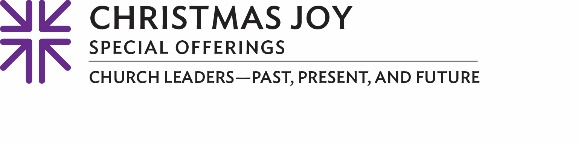 CHRISTMAS JOY
SPECIAL OFFERINGS
CHURCH LEADERS—PAST, PRESENT, AND FUTURE